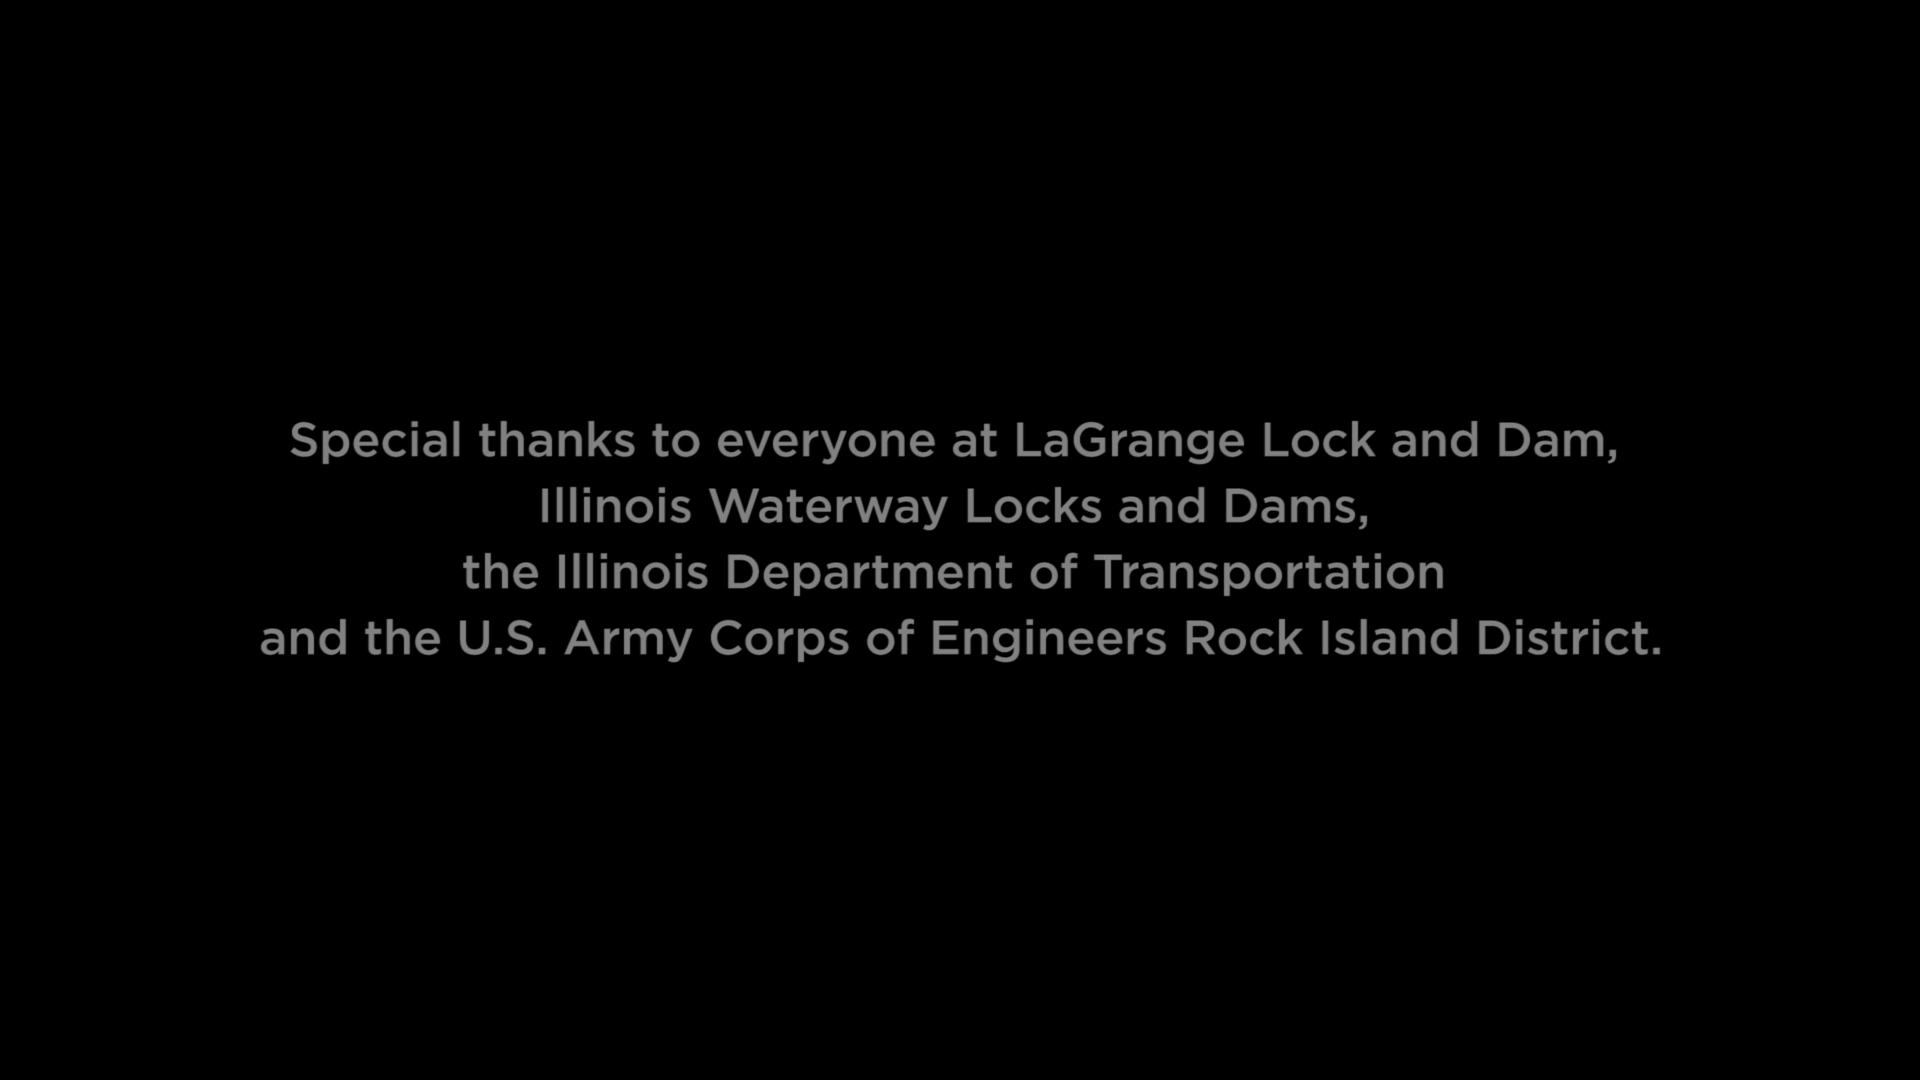 Special thanks to everyone at LaGrange Lock and Dam,
Illinois Waterway Locks and Dams,
the Illinois Department of Transportation
and the U.S. Army Corps of Engineers Rock Island District.